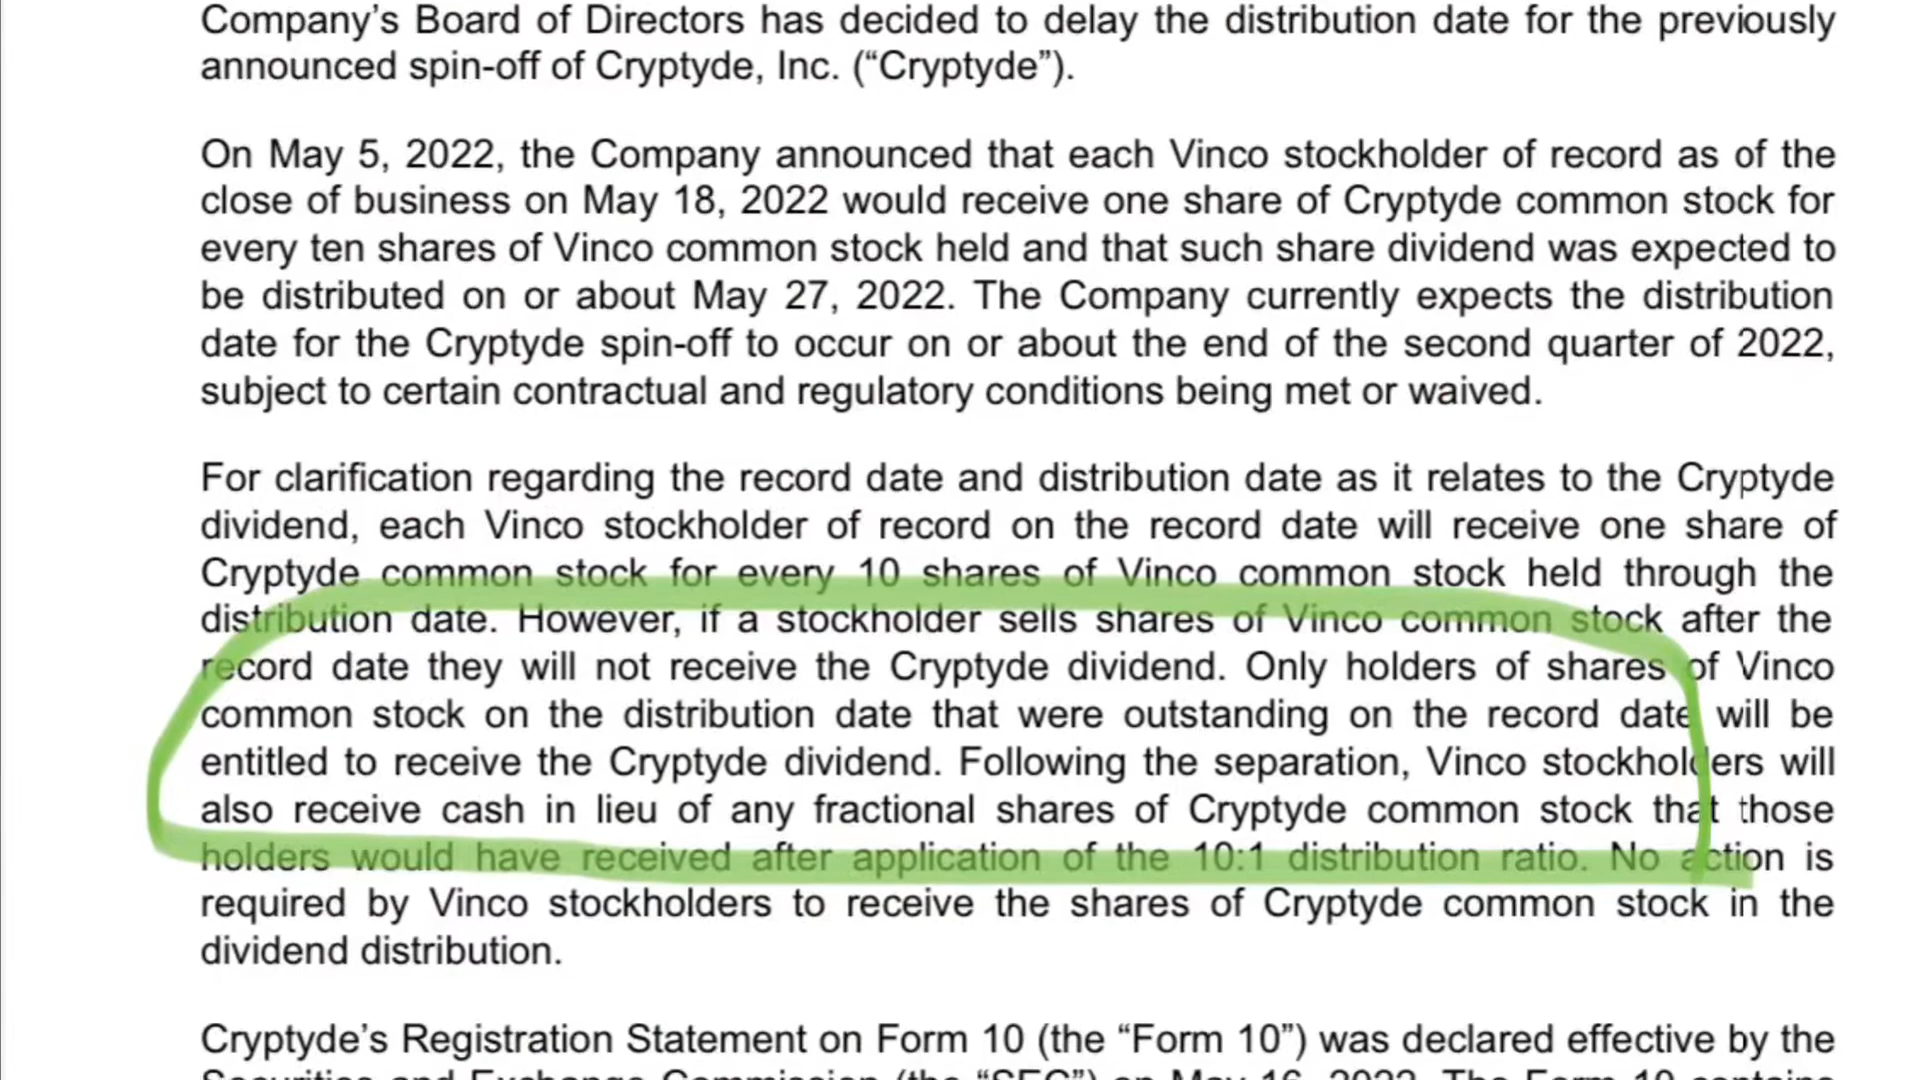 Company’s Board of Directors has decided to delay the distribution date for the previously
announced spin-off of Cryptyde, Inc. (“Cryptyde”).
On May 5, 2022, the Company announced that each Vinco stockholder of record as of the
close of business on May 18, 2022 would receive one share of Cryptyde common stock for
every ten shares of Vinco common stock held and that such share dividend was expected to
be distributed on or about May 27, 2022. The Company currently expects the distribution
date for the Cryptyde spin-off to occur on or about the end of the second quarter of 2022,
subject to certain contractual and regulatory conditions being met or waived.
For clarification regarding the record date and distribution date as it relates to the Cryptyde
dividend, each Vinco stockholder of record on the record date will receive one share of
Cryptyde common stock for every 10 shares of Vinco common stock held through the
distribution date. However, if a stockholder sells shares of Vinco common stock after the
record date they will not receive the Cryptyde dividend. Only holders of shares of Vinco
common stock on the distribution date that were outstanding on the record date will be
entitled to receive the Cryptyde dividend. Following the separation, Vinco stockholders will
also receive cash in lieu of any fractional shares of Cryptyde common stock that those
holders would have received after application of the 10:1 distribution ratio. No action is
required by Vinco stockholders to receive the shares of Cryptyde common stock in the
dividend distribution.
Cryptyde’s Registration Statement on Form 10 (the “Form 10”) was declared effective by the
Securities and Exchange Commission (the “SEC”) on May 16, 2022. The Form 10 contains